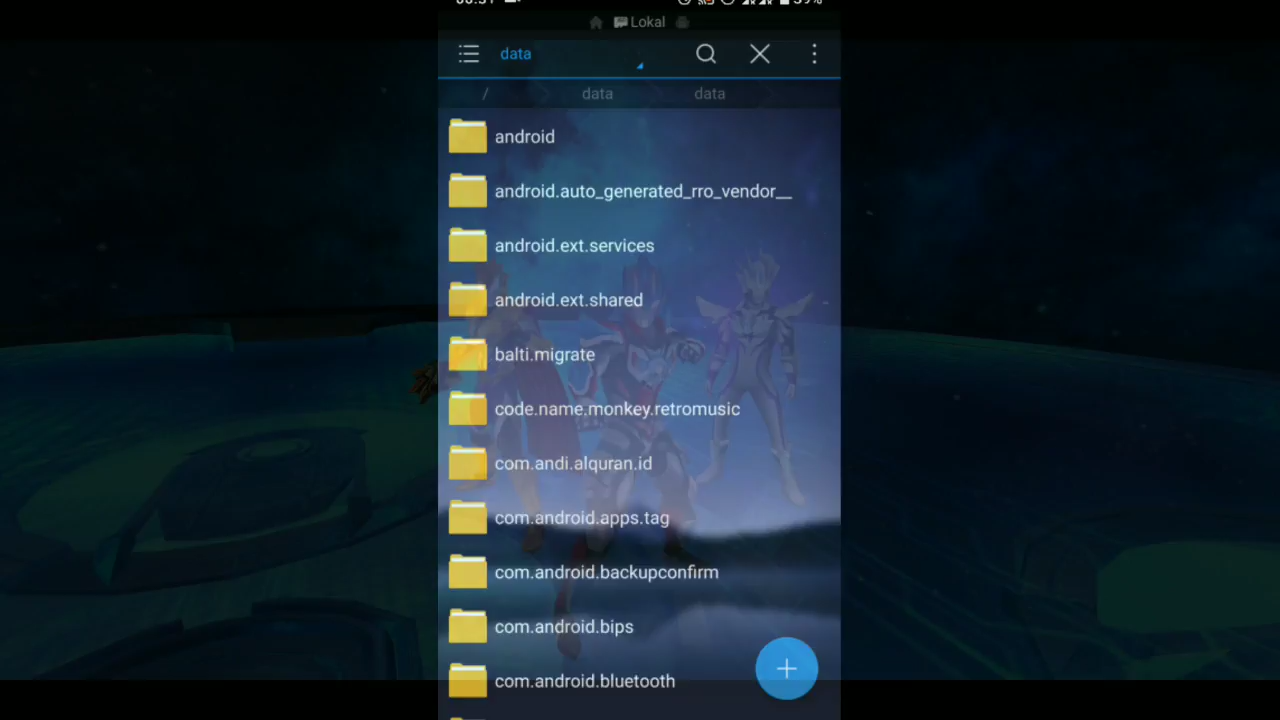 Lokal
data
/ data data
android
android.auto_generated_rro_vendor__
android.ext.services
android.ext.shared
balti.migrate
code.name.monkey.retromusic
com.andi.alquran.id
com.android.apps.tag
com.android.backupconfirm
com.android.bips
com.android.bluetooth